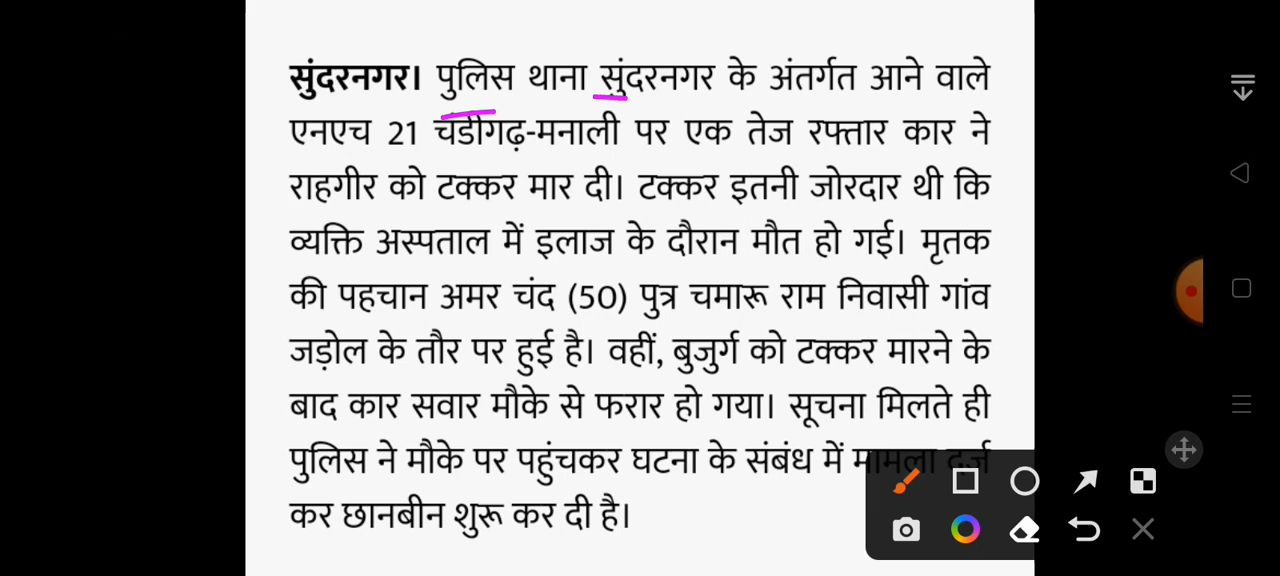 सुंदरनगर। पुलिस थाना सुंदरनगर के अंतर्गत आने वाले
एनएच 21 चंडीगढ़-मनाली पर एक तेज रफ्तार कार ने
राहगीर को टक्कर मार दी। टक्कर इतनी जोरदार थी कि
व्यक्ति अस्पताल में इलाज के दौरान मौत हो गई। मृतक
की पहचान अमर चंद (50) पुत्र चमारू राम निवासी गांव
जड़ोल के तौर पर हुई है। वहीं, बुजुर्ग को टक्कर मारने के
बाद कार सवार मौके से फरार हो गया। सूचना मिलते ही
पुलिस ने मौके पर पहुंचकर घटना के संबंध में मामला दर्ज
कर छानबीन शुरू कर दी है।